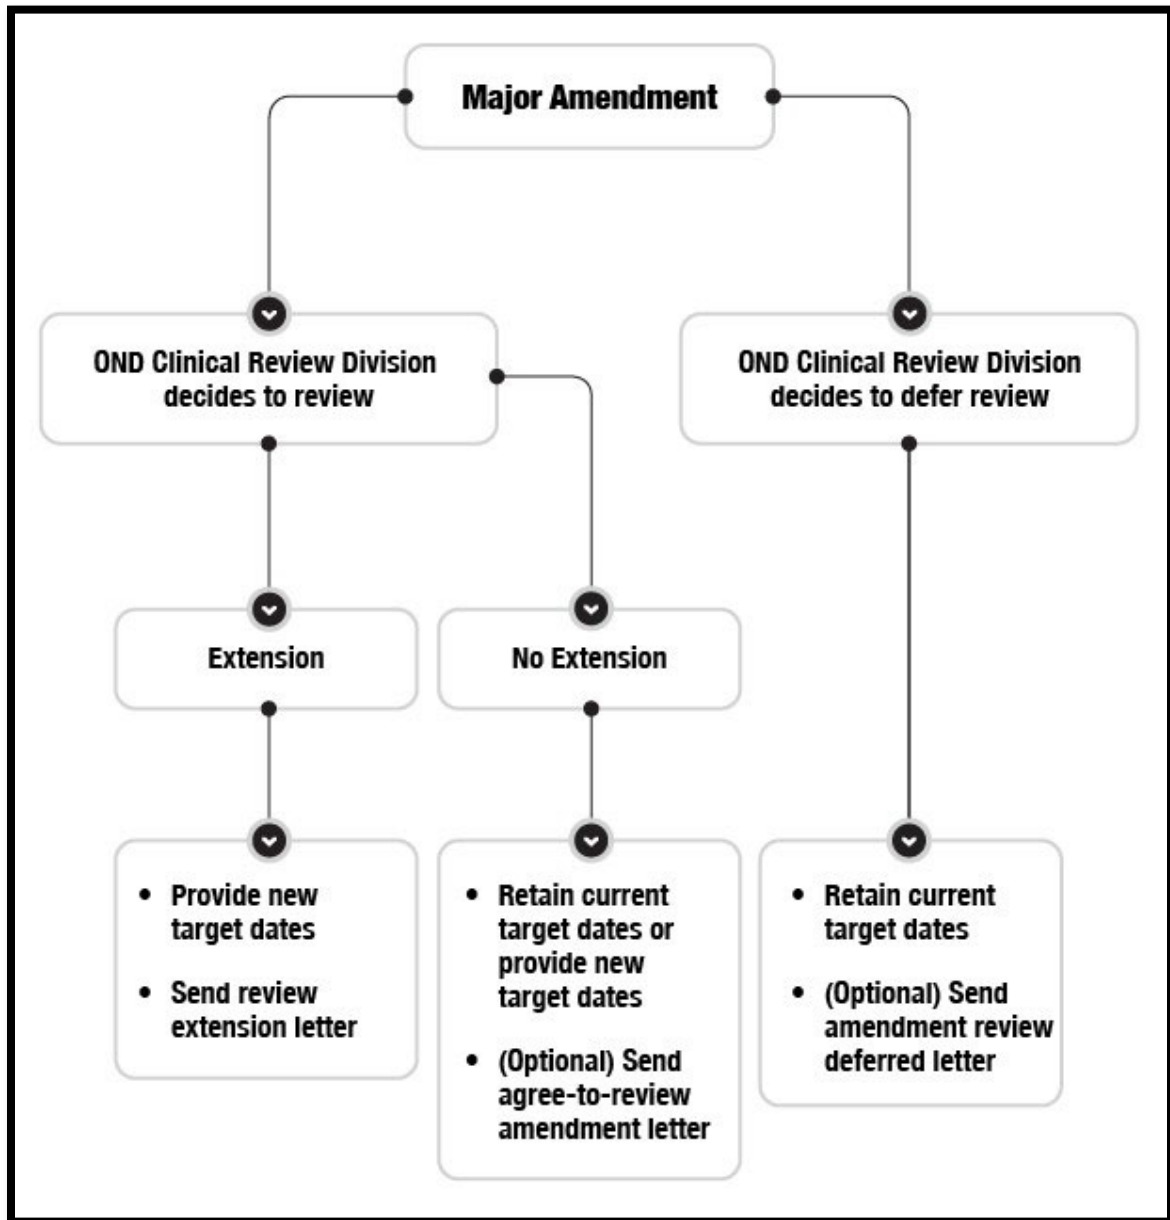 Major Amendment
OND Clinical Review Division
decides to review
OND Clinical Review Division
decides to defer review
Extension
No Extension
• Provide new
target dates
• Send review
extension letter
• Retain current
target dates or
provide new
target dates
• (Optional) Send
agree-to-review
amendment letter
• Retain current
target dates
• (Optional) Send
amendment review
deferred letter